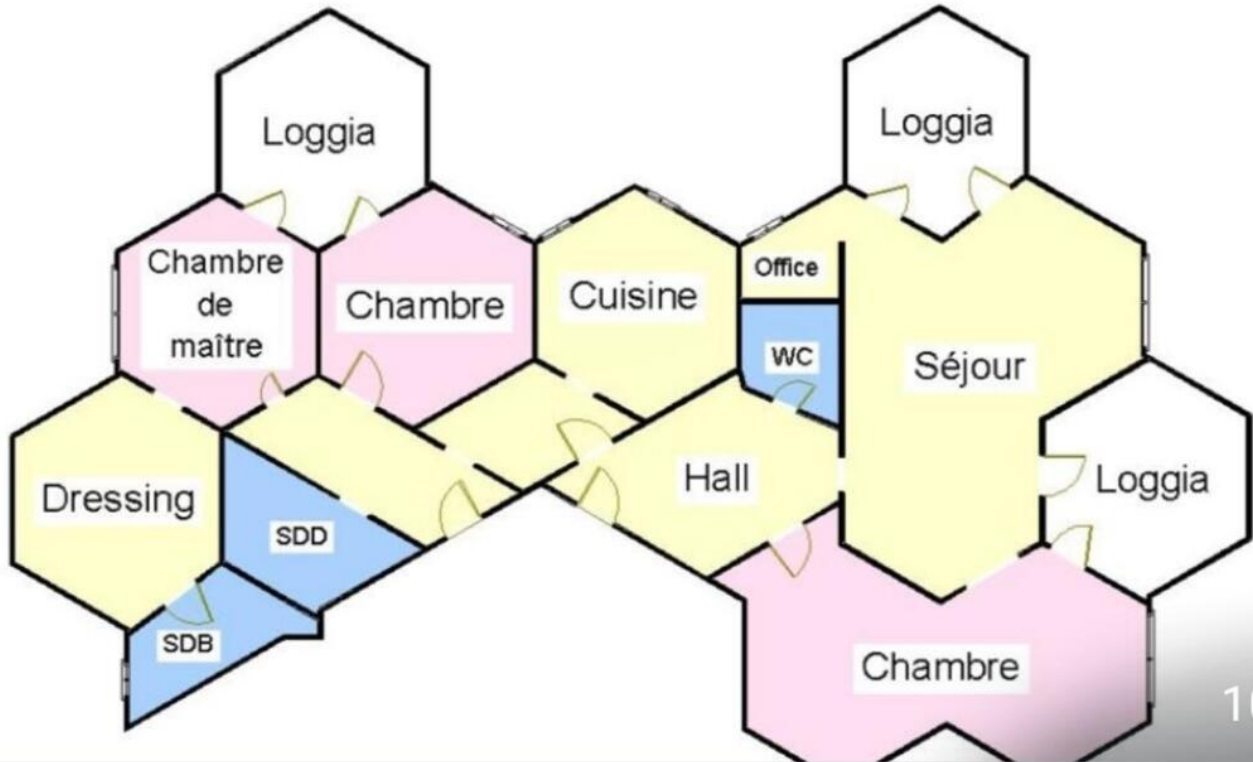 Loggia
Loggia
Chambre
de
maître
Chambre
Cuisine
Office
WC
Séjour
Dressing
SDD
Hall
Loggia
SDB
Chambre